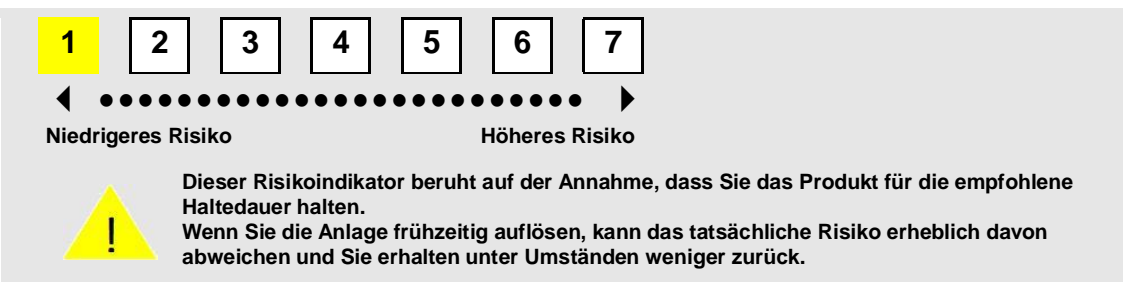 1 2 3 4 5 6 7
Niedrigeres Risiko Höheres Risiko
!
Dieser Risikoindikator beruht auf der Annahme, dass Sie das Produkt für die empfohlene
Haltedauer halten.
Wenn Sie die Anlage frühzeitig auflösen, kann das tatsächliche Risiko erheblich davon
abweichen und Sie erhalten unter Umständen weniger zurück.